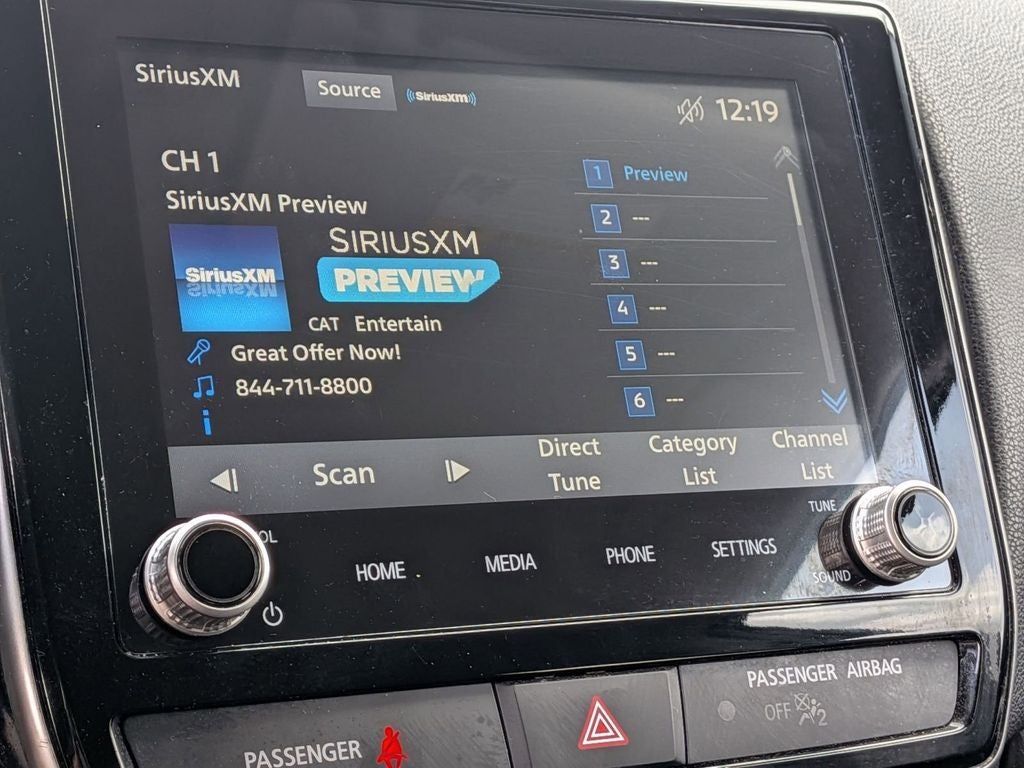 SiriusXM
Source
((SiriusXM))
12:19
CH 1
SiriusXM Preview
SiriusXM
SIRIUSXM
PREVIEW
CAT Entertain
Great Offer Now!
844-711-8800
1 Preview
2 ---
3 ---
4 ---
5 ---
6 ---
Scan
Direct
Tune
Category
List
Channel
List
OL
HOME
MEDIA
PHONE
SETTINGS
TUNE
SOUND
PASSENGER
PASSENGER AIRBAG
OFF
2